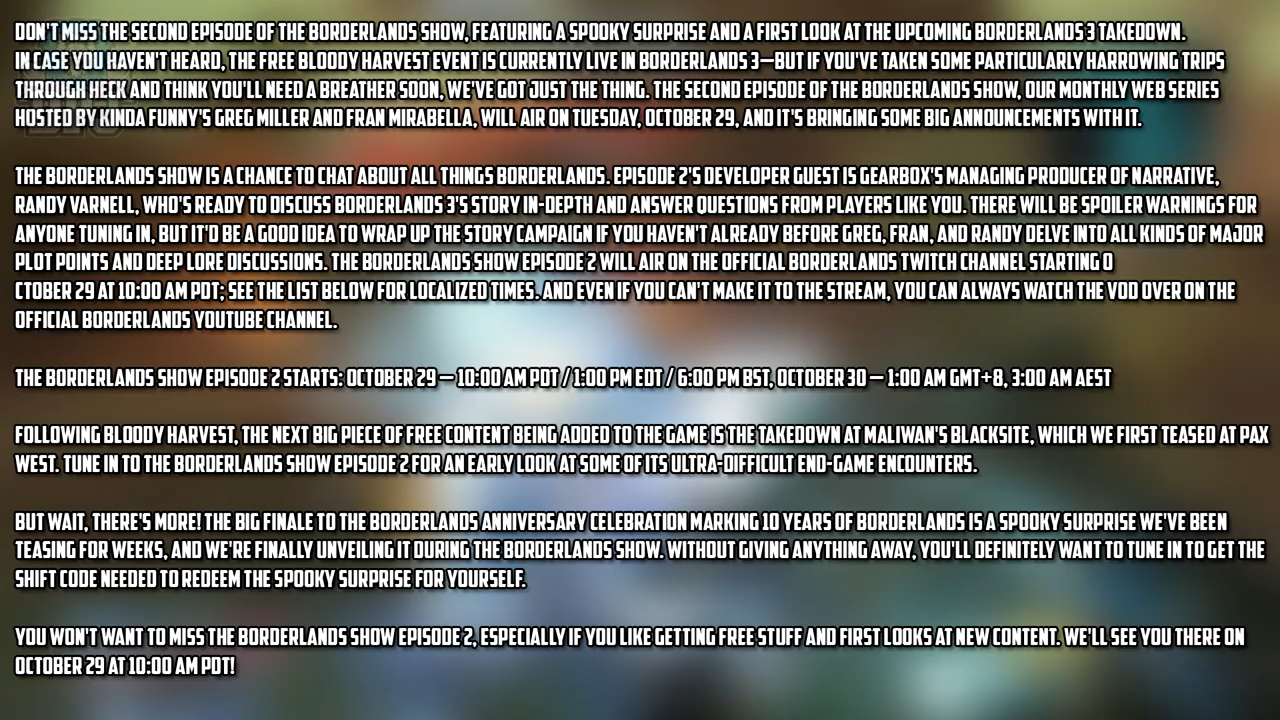 DON'T MISS THE SECOND EPISODE OF THE BORDERLANDS SHOW, FEATURING A SPOOKY SURPRISE AND A FIRST LOOK AT THE UPCOMING BORDERLANDS 3 TAKEDOWN.
IN CASE YOU HAVEN'T HEARD, THE FREE BLOODY HARVEST EVENT IS CURRENTLY LIVE IN BORDERLANDS 3—BUT IF YOU'VE TAKEN SOME PARTICULARLY HARROWING TRIPS
THROUGH HECK AND THINK YOU'LL NEED A BREATHER SOON, WE'VE GOT JUST THE THING. THE SECOND EPISODE OF THE BORDERLANDS SHOW, OUR MONTHLY WEB SERIES
HOSTED BY KINDA FUNNY'S GREG MILLER AND FRAN MIRABELLA, WILL AIR ON TUESDAY, OCTOBER 29, AND IT'S BRINGING SOME BIG ANNOUNCEMENTS WITH IT.
THE BORDERLANDS SHOW IS A CHANCE TO CHAT ABOUT ALL THINGS BORDERLANDS. EPISODE 2'S DEVELOPER GUEST IS GEARBOX'S MANAGING PRODUCER OF NARRATIVE,
RANDY VARNELL, WHO'S READY TO DISCUSS BORDERLANDS 3'S STORY IN-DEPTH AND ANSWER QUESTIONS FROM PLAYERS LIKE YOU. THERE WILL BE SPOILER WARNINGS FOR
ANYONE TUNING IN, BUT IT'D BE A GOOD IDEA TO WRAP UP THE STORY CAMPAIGN IF YOU HAVEN'T ALREADY BEFORE GREG, FRAN, AND RANDY DELVE INTO ALL KINDS OF MAJOR
PLOT POINTS AND DEEP LORE DISCUSSIONS. THE BORDERLANDS SHOW EPISODE 2 WILL AIR ON THE OFFICIAL BORDERLANDS TWITCH CHANNEL STARTING O
CTOBER 29 AT 10:00 AM PDT; SEE THE LIST BELOW FOR LOCALIZED TIMES. AND EVEN IF YOU CAN'T MAKE IT TO THE STREAM, YOU CAN ALWAYS WATCH THE VOD OVER ON THE
OFFICIAL BORDERLANDS YOUTUBE CHANNEL.
THE BORDERLANDS SHOW EPISODE 2 STARTS: OCTOBER 29 — 10:00 AM PDT / 1:00 PM EDT / 6:00 PM BST, OCTOBER 30 — 1:00 AM GMT+8, 3:00 AM AEST
FOLLOWING BLOODY HARVEST, THE NEXT BIG PIECE OF FREE CONTENT BEING ADDED TO THE GAME IS THE TAKEDOWN AT MALIWAN'S BLACKSITE, WHICH WE FIRST TEASED AT PAX
WEST. TUNE IN TO THE BORDERLANDS SHOW EPISODE 2 FOR AN EARLY LOOK AT SOME OF ITS ULTRA-DIFFICULT END-GAME ENCOUNTERS.
BUT WAIT, THERE'S MORE! THE BIG FINALE TO THE BORDERLANDS ANNIVERSARY CELEBRATION MARKING 10 YEARS OF BORDERLANDS IS A SPOOKY SURPRISE WE'VE BEEN
TEASING FOR WEEKS, AND WE'RE FINALLY UNVEILING IT DURING THE BORDERLANDS SHOW. WITHOUT GIVING ANYTHING AWAY, YOU'LL DEFINITELY WANT TO TUNE IN TO GET THE
SHIFT CODE NEEDED TO REDEEM THE SPOOKY SURPRISE FOR YOURSELF.
YOU WON'T WANT TO MISS THE BORDERLANDS SHOW EPISODE 2, ESPECIALLY IF YOU LIKE GETTING FREE STUFF AND FIRST LOOKS AT NEW CONTENT. WE'LL SEE YOU THERE ON
OCTOBER 29 AT 10:00 AM PDT!